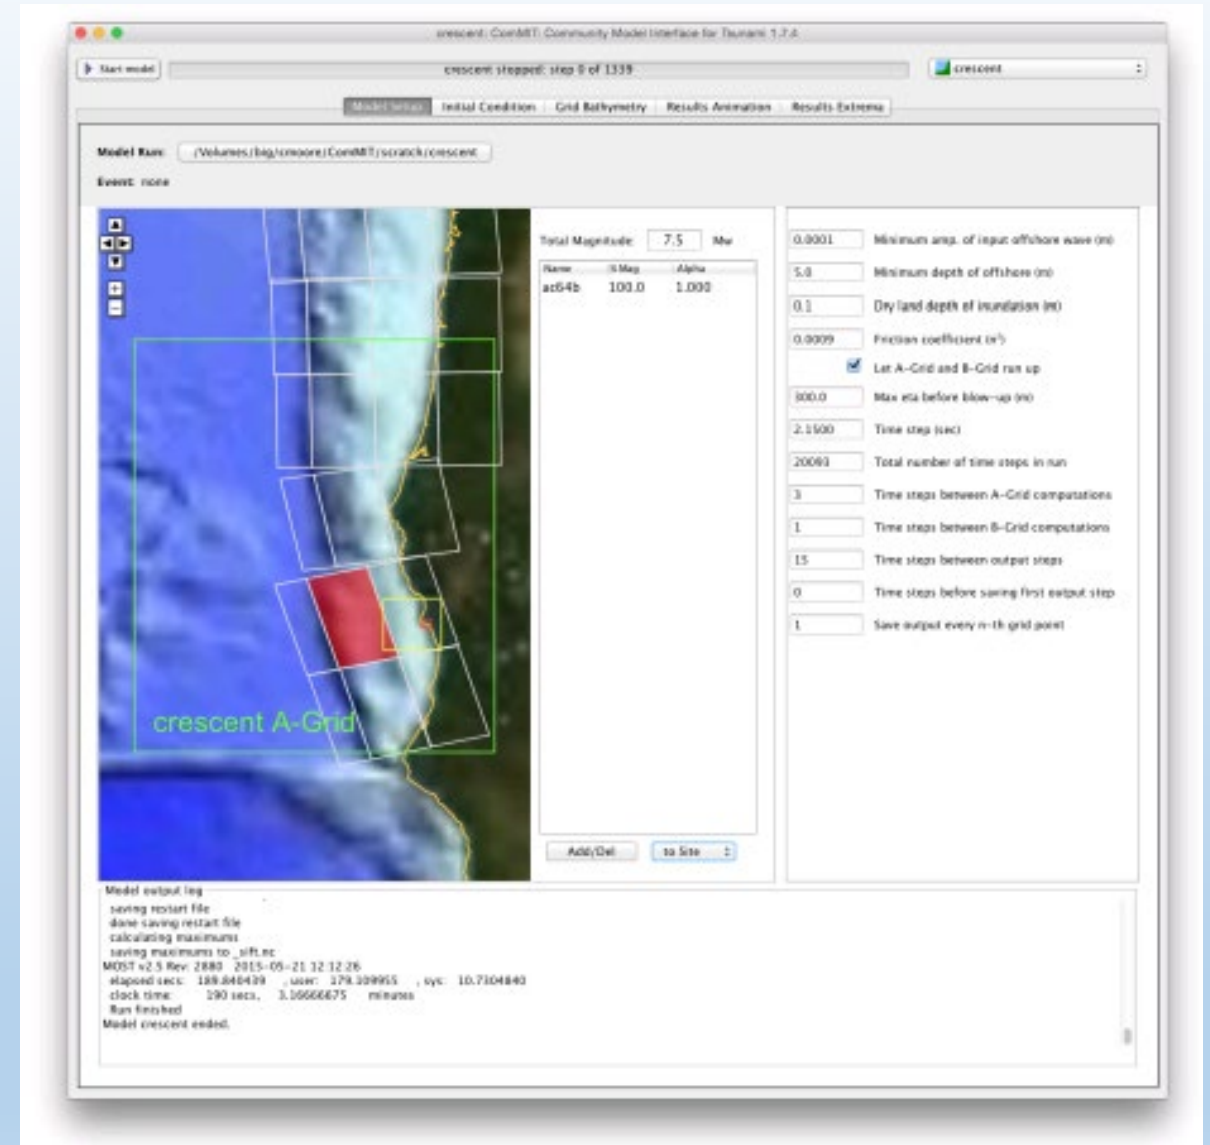 crescent: ComMIT: Community Model Interface for Tsunami 1.7.4
Start model
crescent stopped: step 0 of 1339
crescent
Model Setup Initial Condition Grid Bathymetry Results Animation Results Extrema
Model Run: /Volumes/big/cmoore/ComMIT/scratch/crescent
Event: none
Total Magnitude: 7.5 Mw
Name % Mag Alpha
ac64b 100.0 1.000
crescent A-Grid
Add/Del to Site
0.0001 Minimum amp. of input offshore wave (m)
5.0 Minimum depth of offshore (m)
0.1 Dry land depth of inundation (m)
0.0009 Friction coefficient (n²)
Let A-Grid and B-Grid run up
300.0 Max eta before blow-up (m)
2.1500 Time step (sec)
20093 Total number of time steps in run
3 Time steps between A-Grid computations
1 Time steps between B-Grid computations
15 Time steps between output steps
0 Time steps before saving first output step
1 Save output every n-th grid point
Model output log
saving restart file
done saving restart file
calculating maximums
saving maximums to _sift.nc
MOST v2.5 Rev: 2880 2015-05-21 12:12:26
elapsed secs: 189.840439 , user: 179.109955 , sys: 10.7304840
clock time: 190 secs, 3.16666675 minutes
Run finished
Model crescent ended.